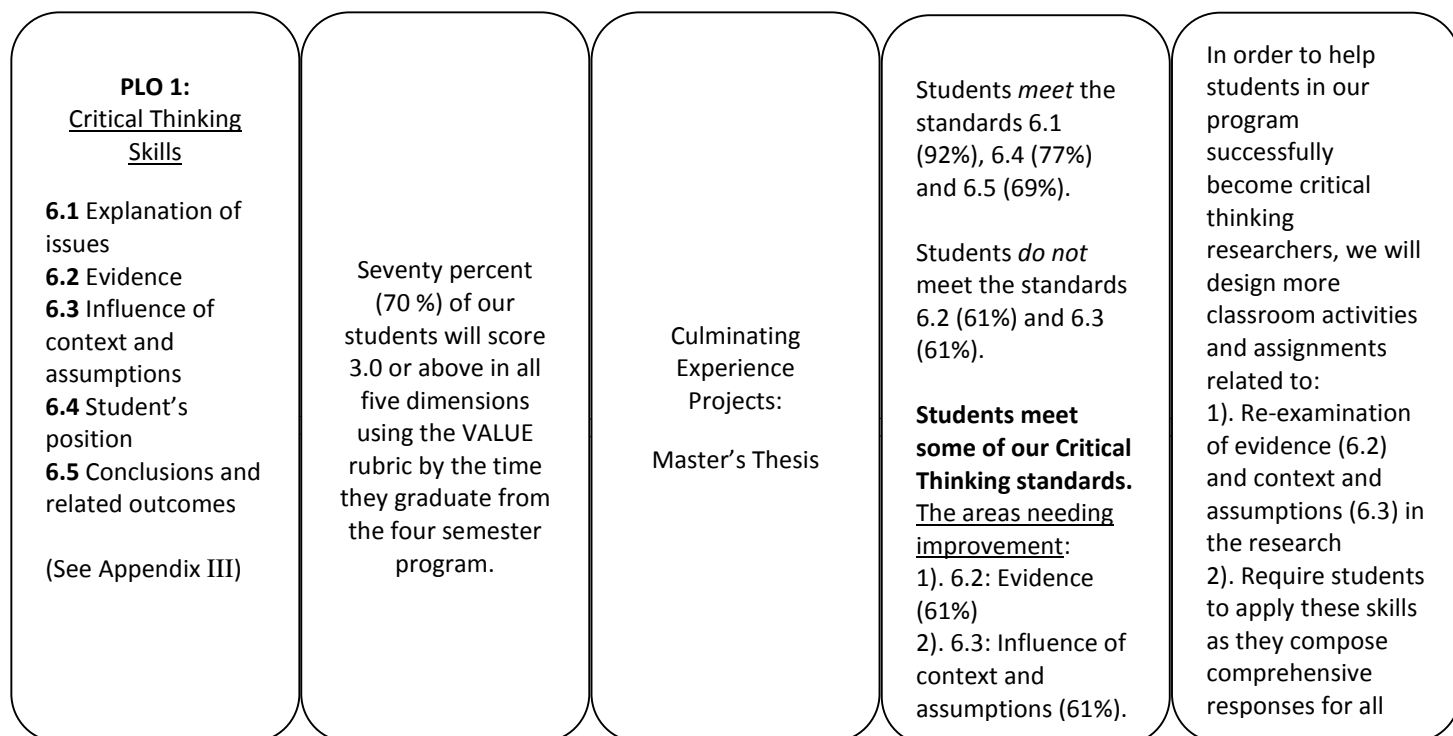 PLO 1:
Critical Thinking
Skills
6.1 Explanation of
issues
6.2 Evidence
6.3 Influence of
context and
assumptions
6.4 Student’s
position
6.5 Conclusions and
related outcomes
(See Appendix III)
Seventy percent
(70 %) of our
students will score
3.0 or above in all
five dimensions
using the VALUE
rubric by the time
they graduate from
the four semester
program.
Culminating
Experience
Projects:
Master’s Thesis
Students meet the
standards 6.1
(92%), 6.4 (77%)
and 6.5 (69%).
Students do not
meet the standards
6.2 (61%) and 6.3
(61%).
Students meet
some of our Critical
Thinking standards.
The areas needing
improvement:
1). 6.2: Evidence
(61%)
2). 6.3: Influence of
context and
assumptions (61%).
In order to help
students in our
program
successfully
become critical
thinking
researchers, we will
design more
classroom activities
and assignments
related to:
1). Re-examination
of evidence (6.2)
and context and
assumptions (6.3) in
the research
2). Require students
to apply these skills
as they compose
comprehensive
responses for all